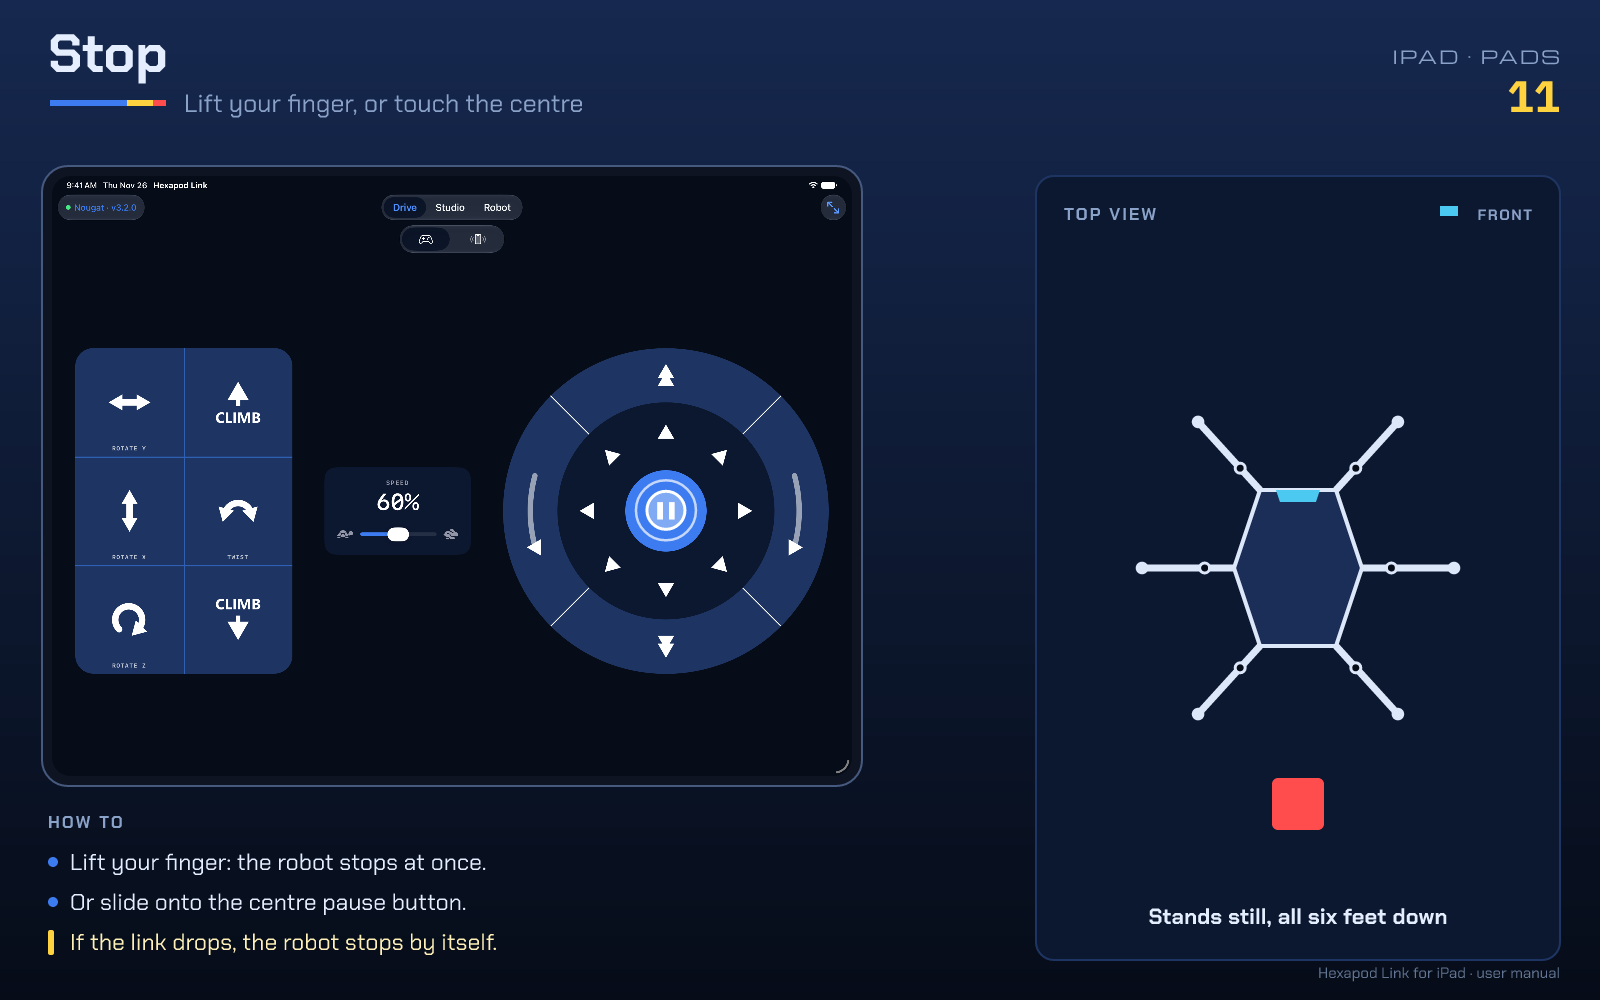 Stop
Lift your finger, or touch the centre
IPAD · PADS
11
9:41 AM Thu Nov 26 Hexapod Link
Nougat · v3.2.0
Drive Studio Robot
ROTATE Y
CLIMB
ROTATE X
TWIST
ROTATE Z
CLIMB
SPEED
60%
TOP VIEW
FRONT
Stands still, all six feet down
HOW TO
Lift your finger: the robot stops at once.
Or slide onto the centre pause button.
If the link drops, the robot stops by itself.
Hexapod Link for iPad · user manual